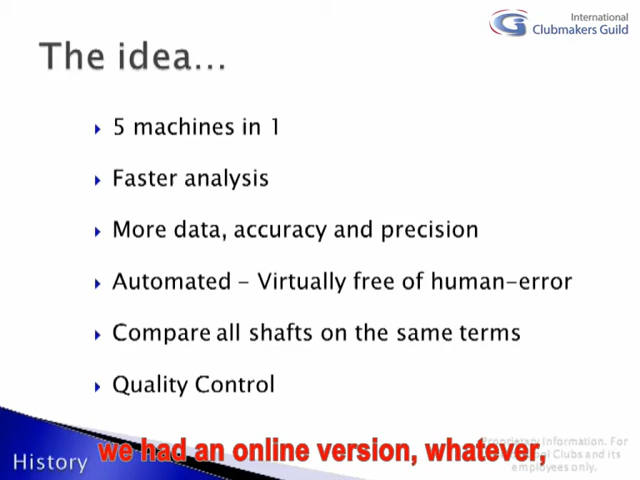 International
Clubmakers Guild
The idea...
5 machines in 1
Faster analysis
More data, accuracy and precision
Automated - Virtually free of human-error
Compare all shafts on the same terms
Quality Control
we had an online version, whatever,
Proprietary Information. For
Clubs and its
employees only.
History